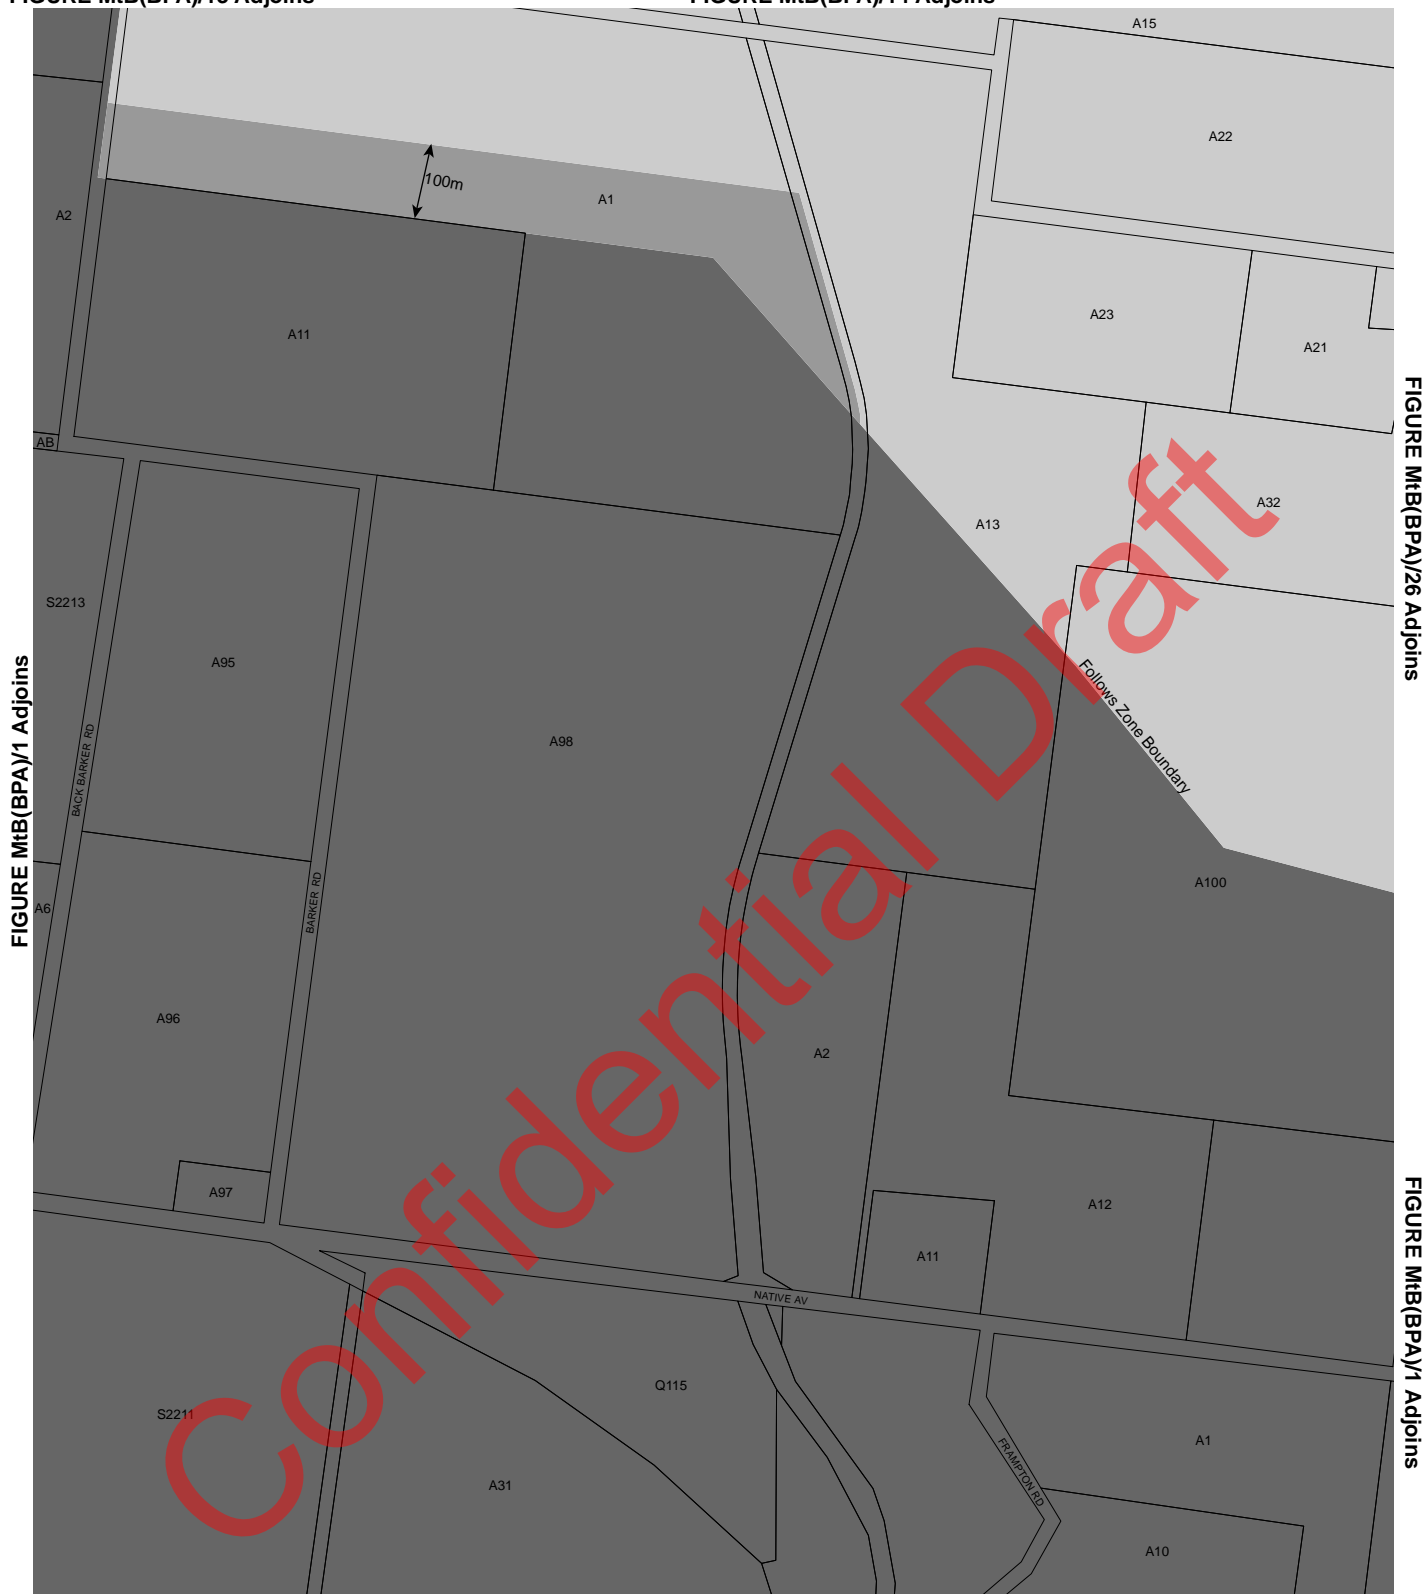 A15
A22
100m
A1
A2
A23
A11
A21
AB
A32
A13
S2213
A95
Follows Zone Boundary
A98
BACK BARKER RD
A100
BARKER RD
A6
A96
A2
A97
A12
A11
NATIVE AV
Q115
S2211
A1
FRAMPTON RD
A31
A10
FIGURE MtB(BPA)/1 Adjoins
FIGURE MtB(BPA)/26 Adjoins
FIGURE MtB(BPA)/1 Adjoins
Confidential Draft